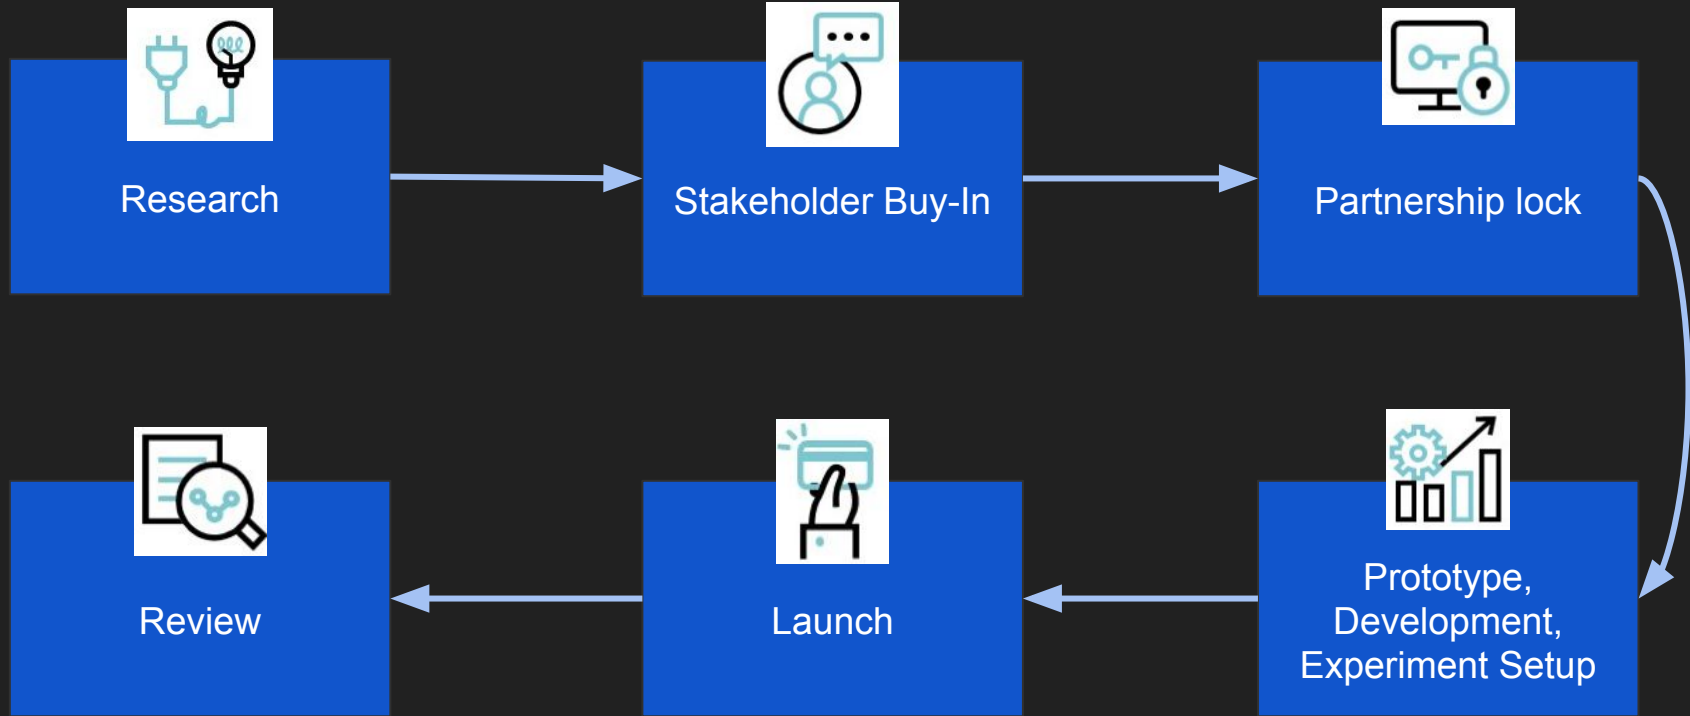 Research
Stakeholder Buy-In
Partnership lock
Prototype,
Development,
Experiment Setup
Launch
Review